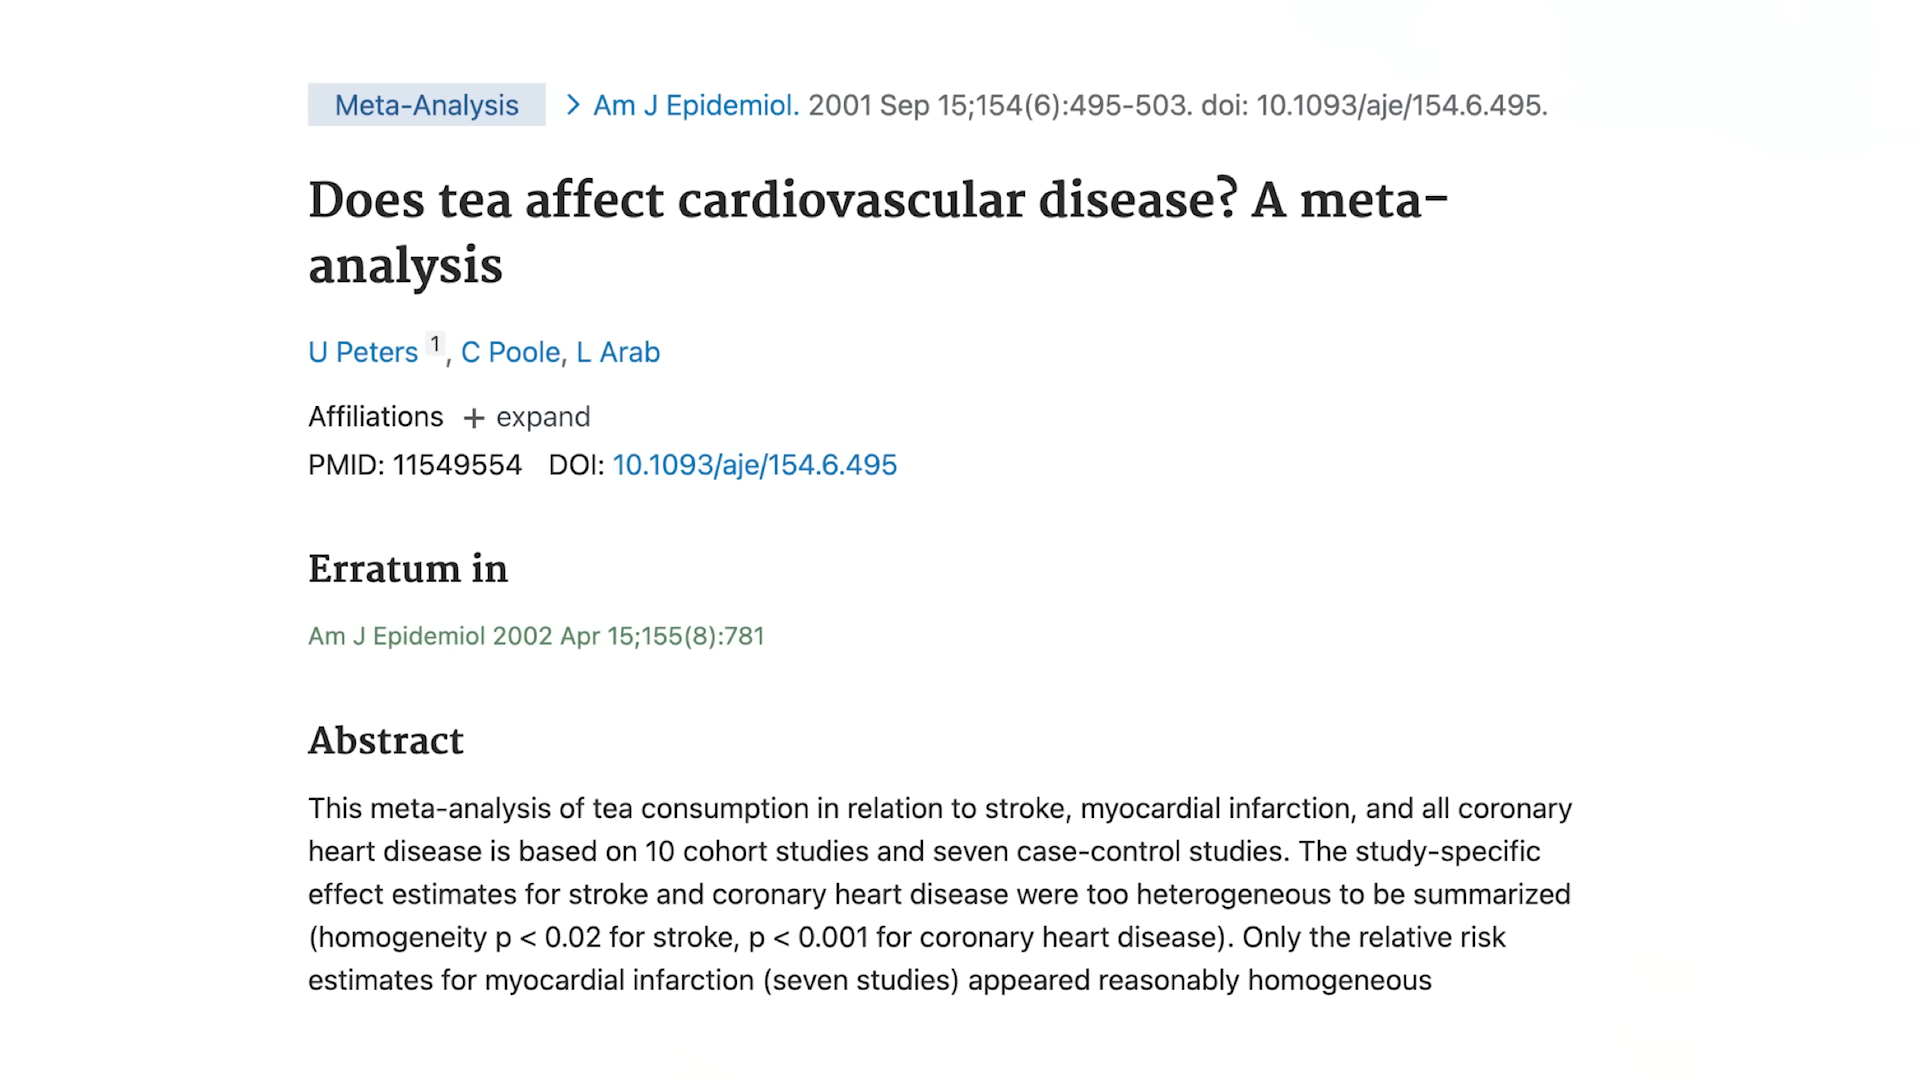 Meta-Analysis > Am J Epidemiol. 2001 Sep 15;154(6):495-503. doi: 10.1093/aje/154.6.495.
Does tea affect cardiovascular disease? A meta-
analysis
U Peters 1, C Poole, L Arab
Affiliations + expand
PMID: 11549554 DOI: 10.1093/aje/154.6.495
Erratum in
Am J Epidemiol 2002 Apr 15;155(8):781
Abstract
This meta-analysis of tea consumption in relation to stroke, myocardial infarction, and all coronary
heart disease is based on 10 cohort studies and seven case-control studies. The study-specific
effect estimates for stroke and coronary heart disease were too heterogeneous to be summarized
(homogeneity p < 0.02 for stroke, p < 0.001 for coronary heart disease). Only the relative risk
estimates for myocardial infarction (seven studies) appeared reasonably homogeneous